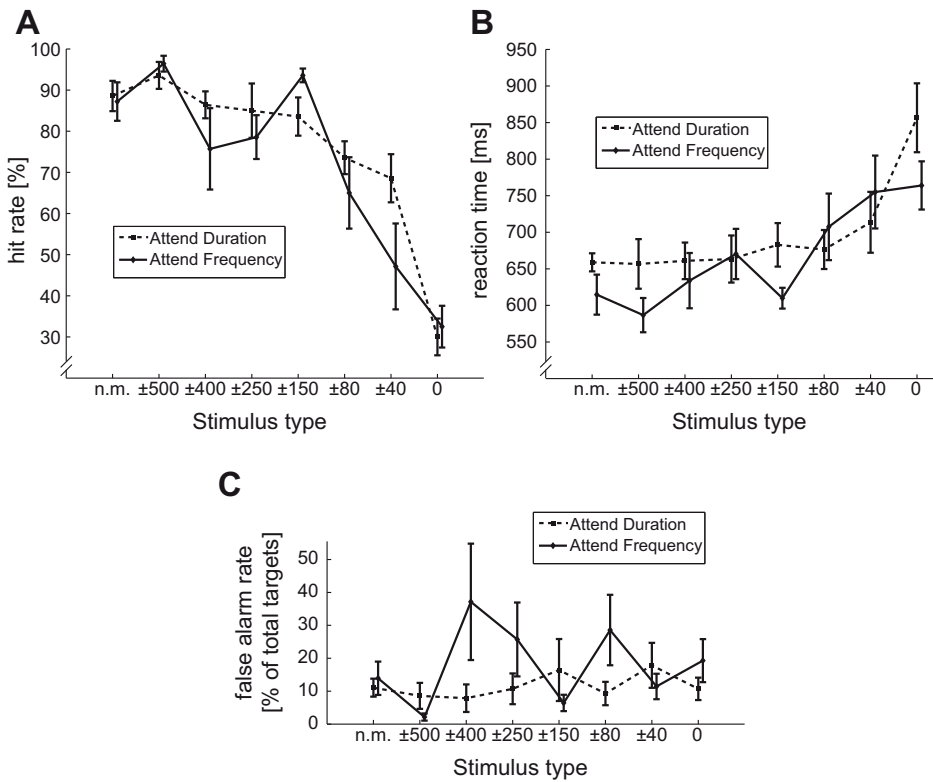 A
100
90
80
70
60
50
40
30
hit rate [%]
Attend Duration
Attend Frequency
n.m. ±500 ±400 ±250 ±150 ±80 ±40 0
Stimulus type
B
950
900
850
800
750
700
650
600
550
reaction time [ms]
Attend Duration
Attend Frequency
n.m. ±500 ±400 ±250 ±150 ±80 ±40 0
Stimulus type
C
50
40
30
20
10
0
false alarm rate
[% of total targets]
Attend Duration
Attend Frequency
n.m. ±500 ±400 ±250 ±150 ±80 ±40 0
Stimulus type